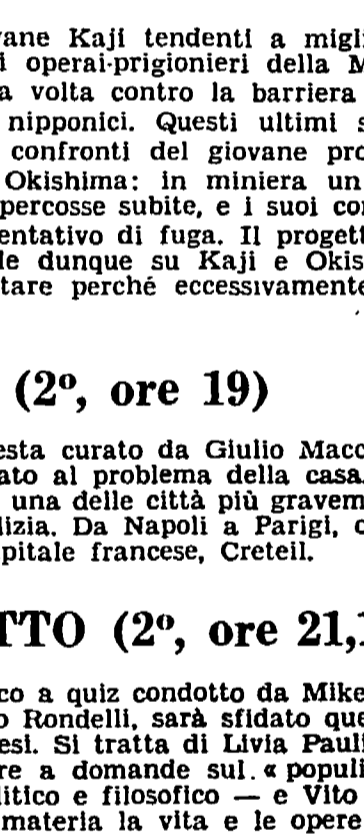 vane Kaji tendenti a migl
i operai-prigionieri della M
a volta contro la barriera
nipponici. Questi ultimi s
confronti del giovane pro
Okishima: in miniera un
percosse subite, e i suoi co
entativo di fuga. Il progett
le dunque su Kaji e Okis
tare perché eccessivamente
(2º, ore 19)
esta curato da Giulio Macc
ato al problema della casa
una delle città più gravem
lizia. Da Napoli a Parigi, c
pitale francese, Creteil.
TTO (2º, ore 21,1
co a quiz condotto da Mike
o Rondelli, sarà sfidato que
esi. Si tratta di Livia Pauli
re a domande sul. « populi
litico e filosofico — e Vito
materia la vita e le opere